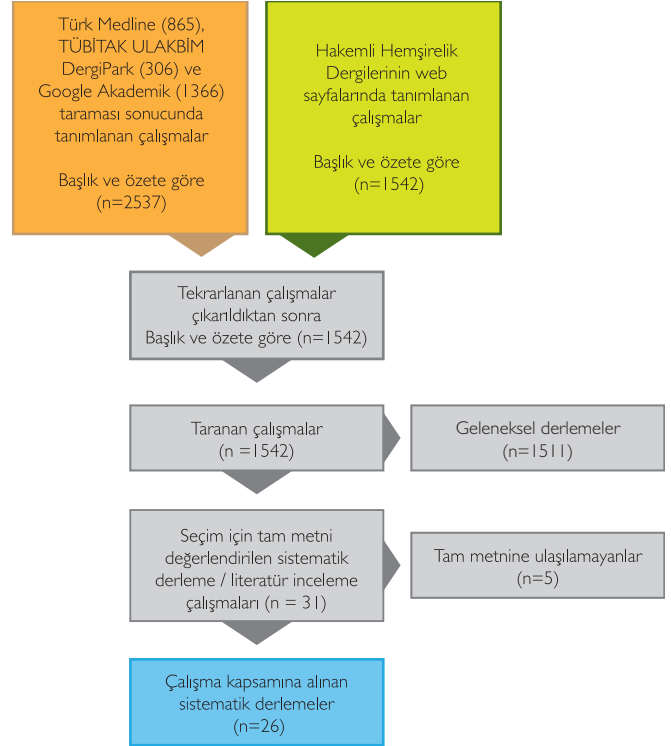 Türk Medline (865),
TÜBİTAK ULAKBİM
DergiPark (306) ve
Google Akademik (1366)
taraması sonucunda
tanımlanan çalışmalar
Başlık ve özete göre
(n=2537)
Hakemli Hemşirelik
Dergilerinin web
sayfalarında tanımlanan
çalışmalar
Başlık ve özete göre
(n=1542)
Tekrarlanan çalışmalar
çıkarıldıktan sonra
Başlık ve özete göre (n=1542)
Taranan çalışmalar
(n =1542)
Geleneksel derlemeler
(n=1511)
Seçim için tam metni
değerlendirilen sistematik
derleme / literatür inceleme
çalışmaları (n = 31)
Tam metnine ulaşılamayanlar
(n=5)
Çalışma kapsamına alınan
sistematik derlemeler
(n=26)